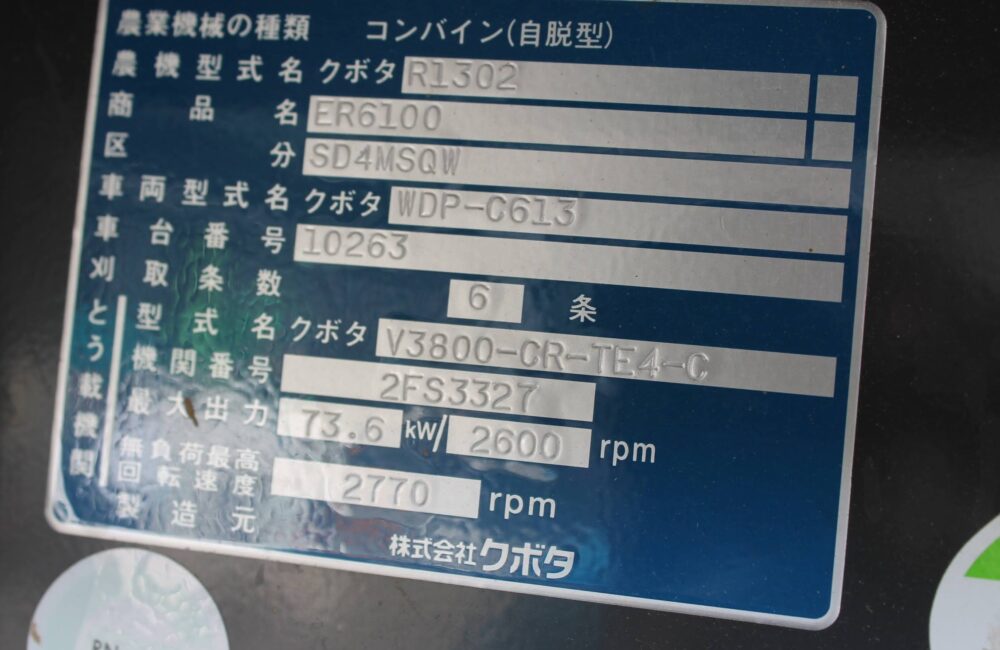 農業機械の種類 コンバイン(自脱型)
農機型式名 クボタ R1302
商品名 ER6100
区分 SD4MSQW
車両型式名 クボタ WDP-C613
車台番号 10263
刈取条数 6 条
とう載機関
型式名 クボタ V3800-CR-TE4-C
機関番号 2FS3327
最大出力 73.6 kW/ 2600 rpm
無負荷最高回転速度 2770 rpm
製造元 株式会社クボタ